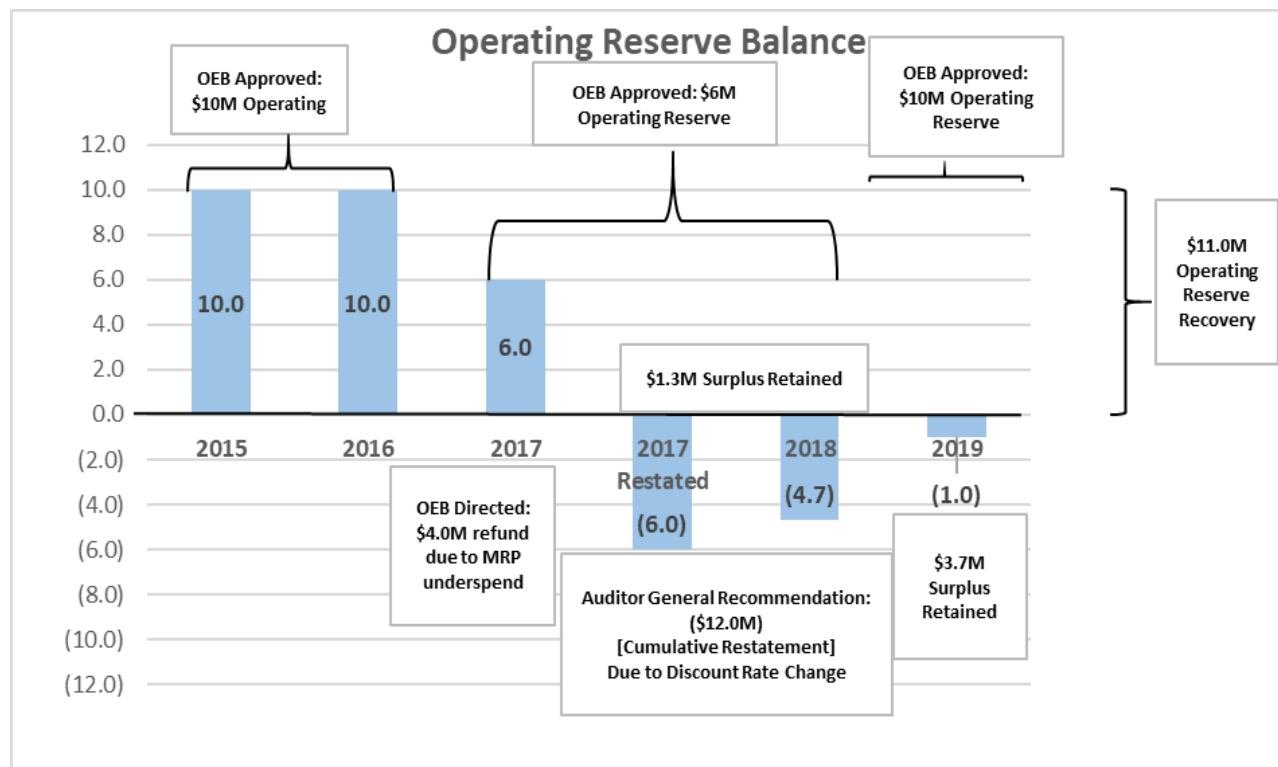 Operating Reserve Balance
OEB Approved:
$10M Operating
OEB Approved: $6M
Operating Reserve
OEB Approved:
$10M Operating
Reserve
12.0
10.0
8.0
6.0
4.0
2.0
0.0
(2.0)
(4.0)
(6.0)
(8.0)
(10.0)
(12.0)
10.0
10.0
6.0
$1.3M Surplus Retained
$11.0M
Operating
Reserve
Recovery
2015
2016
2017
2017
Restated
2018
2019
(6.0)
(4.7)
(1.0)
OEB Directed:
$4.0M refund
due to MRP
underspend
Auditor General Recommendation:
($12.0M)
[Cumulative Restatement]
Due to Discount Rate Change
$3.7M
Surplus
Retained